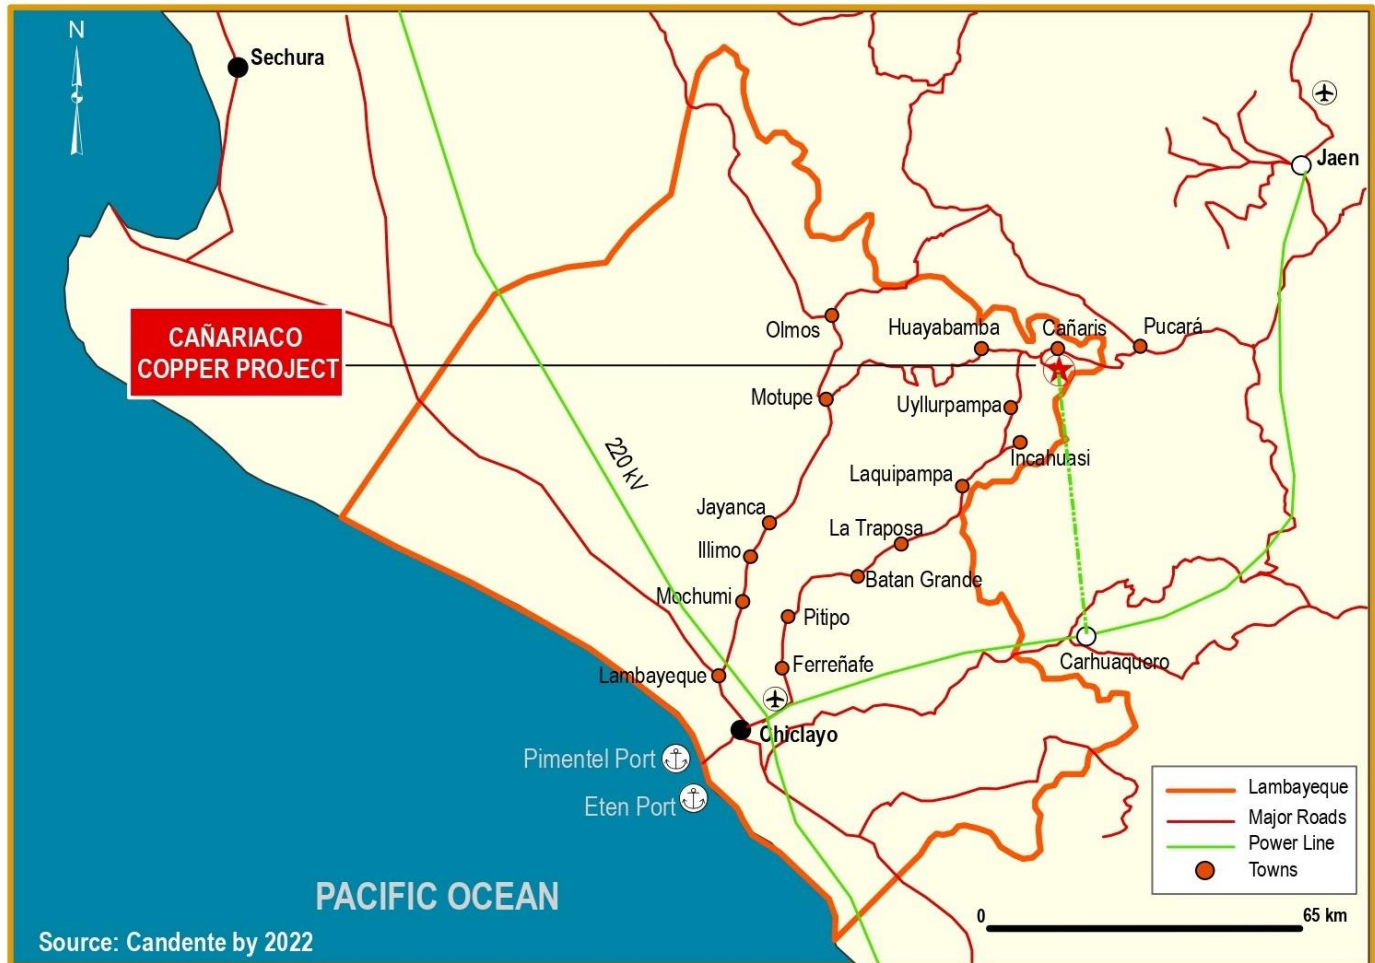 N
Sechura
Jaen
CAÑARIACO
COPPER PROJECT
Olmos
Huayabamba
Cañaris
Pucará
Motupe
Uyllurpampa
220 kV
Incahuasi
Laquipampa
Jayanca
La Traposa
Illimo
Batan Grande
Mochumi
Pitipo
Ferreñafe
Carhuaquero
Lambayeque
Chiclayo
Pimentel Port
Eten Port
Lambayeque
Major Roads
Power Line
Towns
PACIFIC OCEAN
0
65 km
Source: Candente by 2022